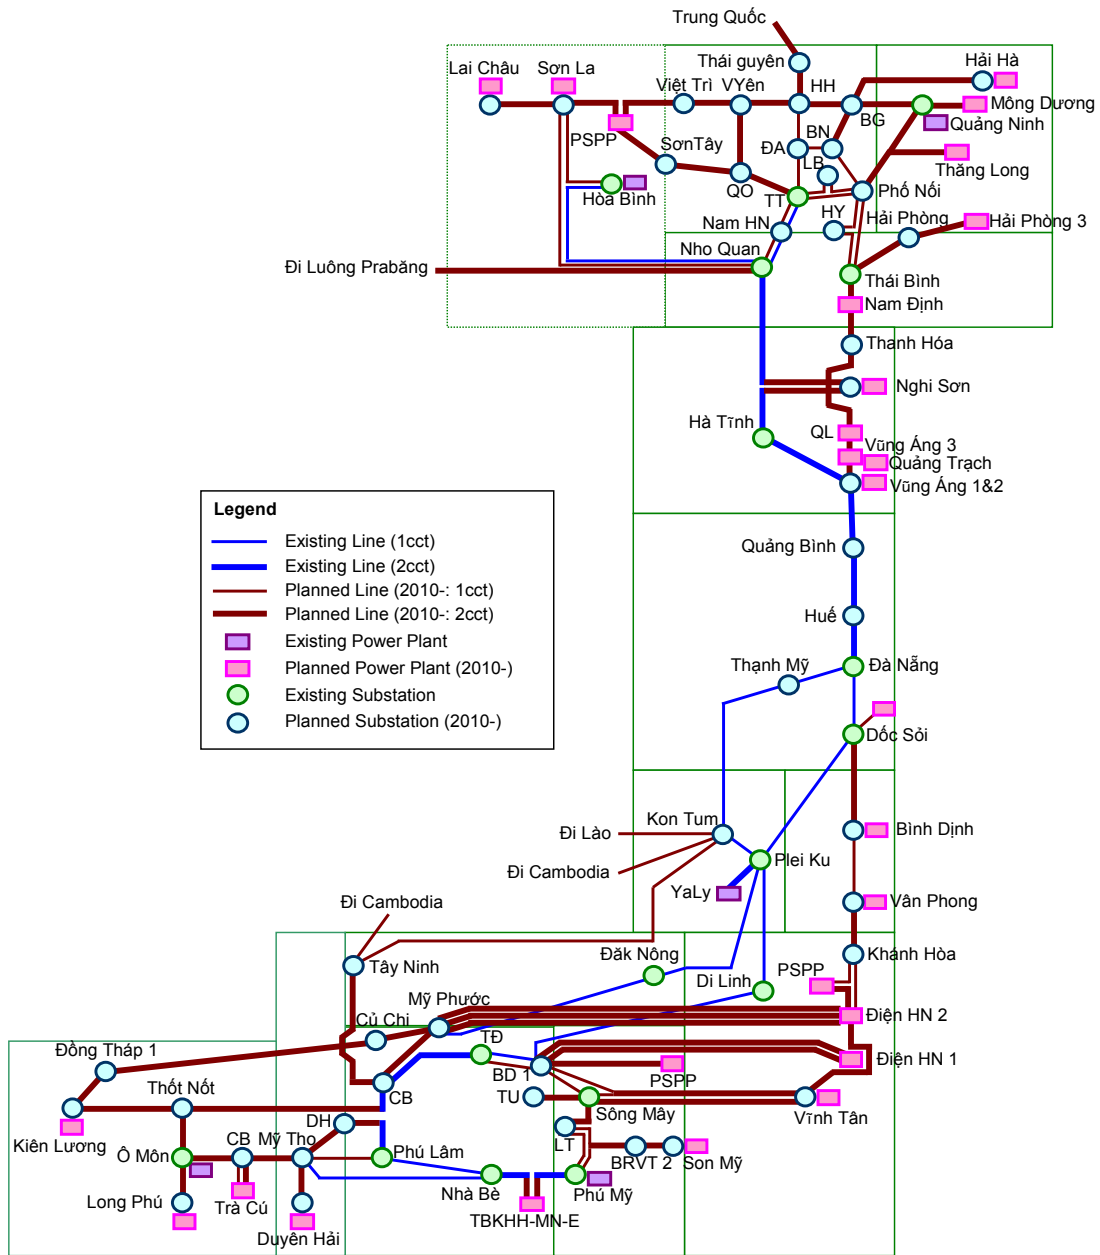 Trung Quốc
Thái guyên
Hải Hà
Lai Châu
Sơn La
Việt Trì
VYên
HH
Mông Dương
BG
Quảng Ninh
PSPP
BN
SơnTây
ĐA
LB
Thăng Long
QO
Hòa Bình
TT
Phố Nối
HY
Hải Phòng
Hải Phòng 3
Nam HN
Nho Quan
Đi Luông Prabăng
Thái Bình
Nam Định
Thanh Hóa
Nghi Sơn
Hà Tĩnh
QL
Vũng Áng 3
Quảng Trạch
Vũng Áng 1&2
Legend
Existing Line (1cct)
Existing Line (2cct)
Planned Line (2010-: 1cct)
Planned Line (2010-: 2cct)
Existing Power Plant
Planned Power Plant (2010-)
Existing Substation
Planned Substation (2010-)
Quảng Bình
Huế
Thạnh Mỹ
Đà Nẵng
Dốc Sỏi
Kon Tum
Bình Dịnh
Đi Lào
Plei Ku
Đi Cambodia
YaLy
Vân Phong
Đi Cambodia
Đăk Nông
Khánh Hòa
Tây Ninh
Di Linh
PSPP
Mỹ Phước
Điện HN 2
Củ Chi
TĐ
Đồng Tháp 1
Điện HN 1
BD 1
PSPP
Thốt Nốt
CB
TU
Sông Mây
Vĩnh Tân
DH
Kiên Lương
CB
Mỹ Tho
LT
Ô Môn
Phú Lâm
BRVT 2
Son Mỹ
Nhà Bè
Phú Mỹ
Long Phú
Trà Cú
Duyên Hải
TBKHH-MN-E